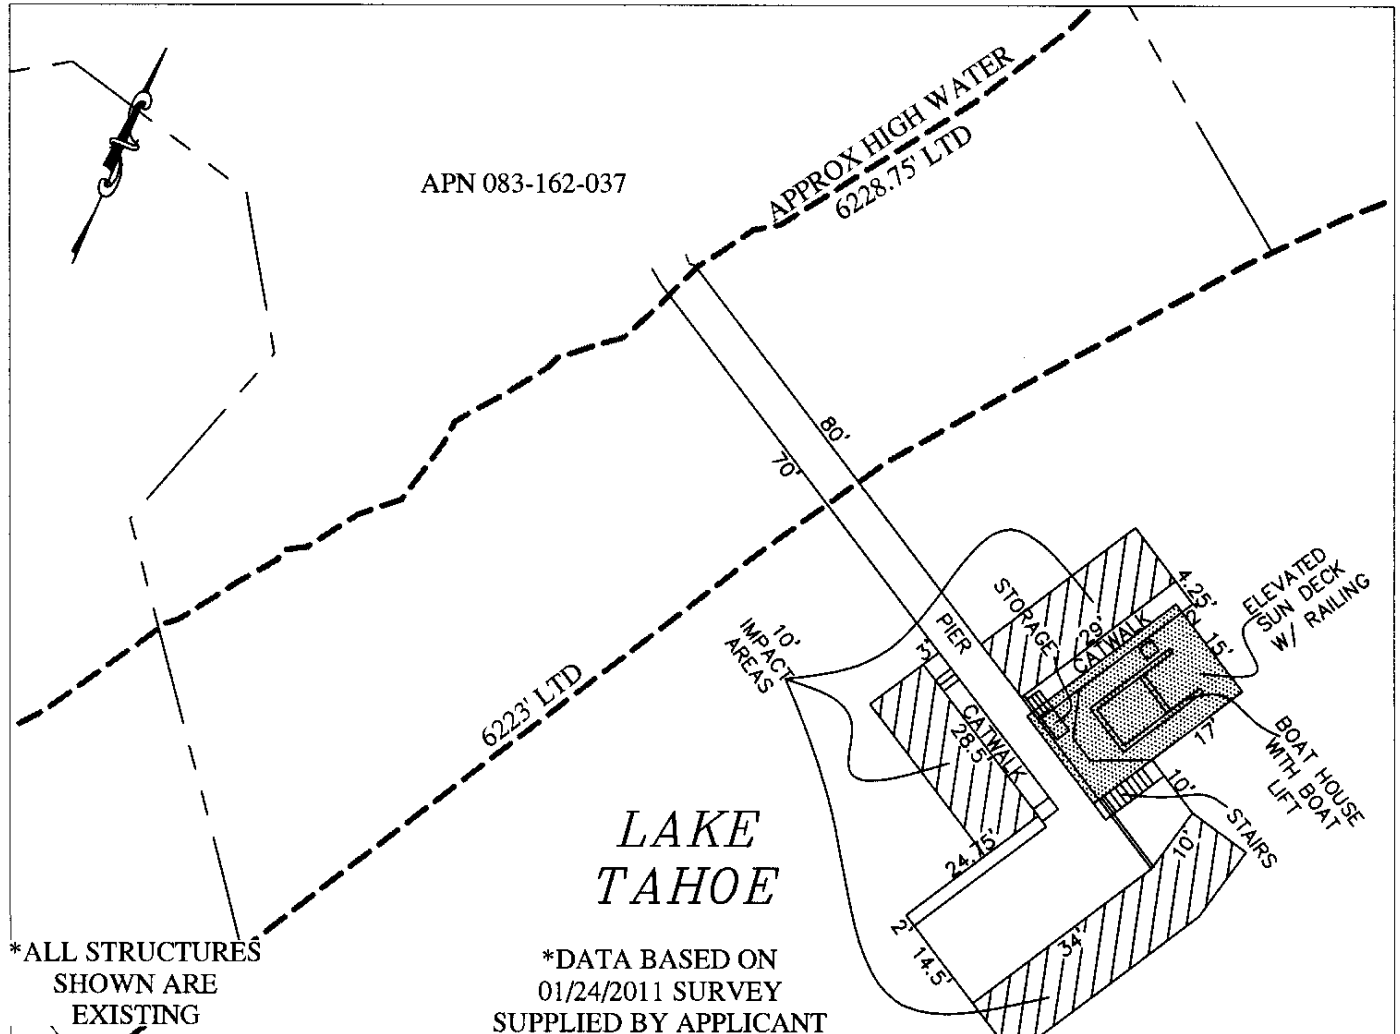 APN 083-162-037
APPROX HIGH WATER
6228.75' LTD
80'
70'
6223' LTD
10'
IMPACT
AREAS
3'
PIER
STORAGE
29'
CATWALK
4.25'
2'
15'
ELEVATED
SUN DECK
W/ RAILING
CATWALK
28.5'
17'
BOAT HOUSE
WITH BOAT
LIFT
10'
STAIRS
10'
24.75'
2'
14.5'
34'
LAKE
TAHOE
*ALL STRUCTURES
SHOWN ARE
EXISTING
*DATA BASED ON
01/24/2011 SURVEY
SUPPLIED BY APPLICANT